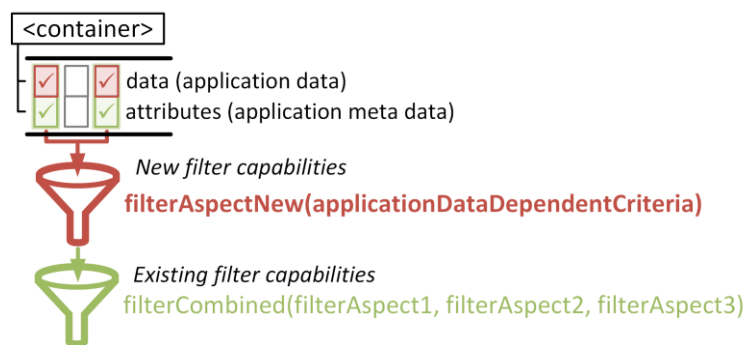 <container>
data (application data)
attributes (application meta data)
New filter capabilities
filterAspectNew(applicationDataDependentCriteria)
Existing filter capabilities
filterCombined(filterAspect1, filterAspect2, filterAspect3)